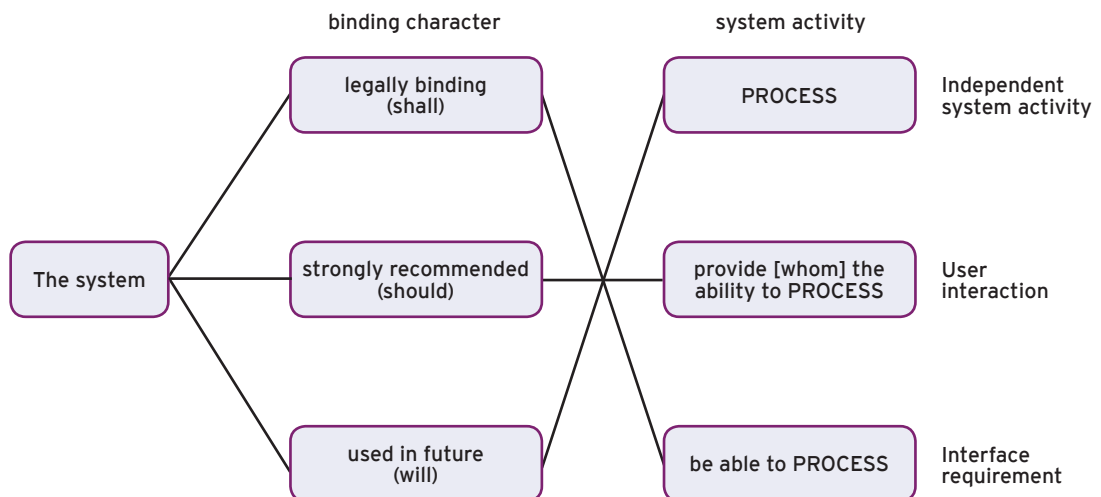 binding character
system activity
legally binding
(shall)
PROCESS
Independent
system activity
The system
strongly recommended
(should)
provide [whom] the
ability to PROCESS
User
interaction
used in future
(will)
be able to PROCESS
Interface
requirement